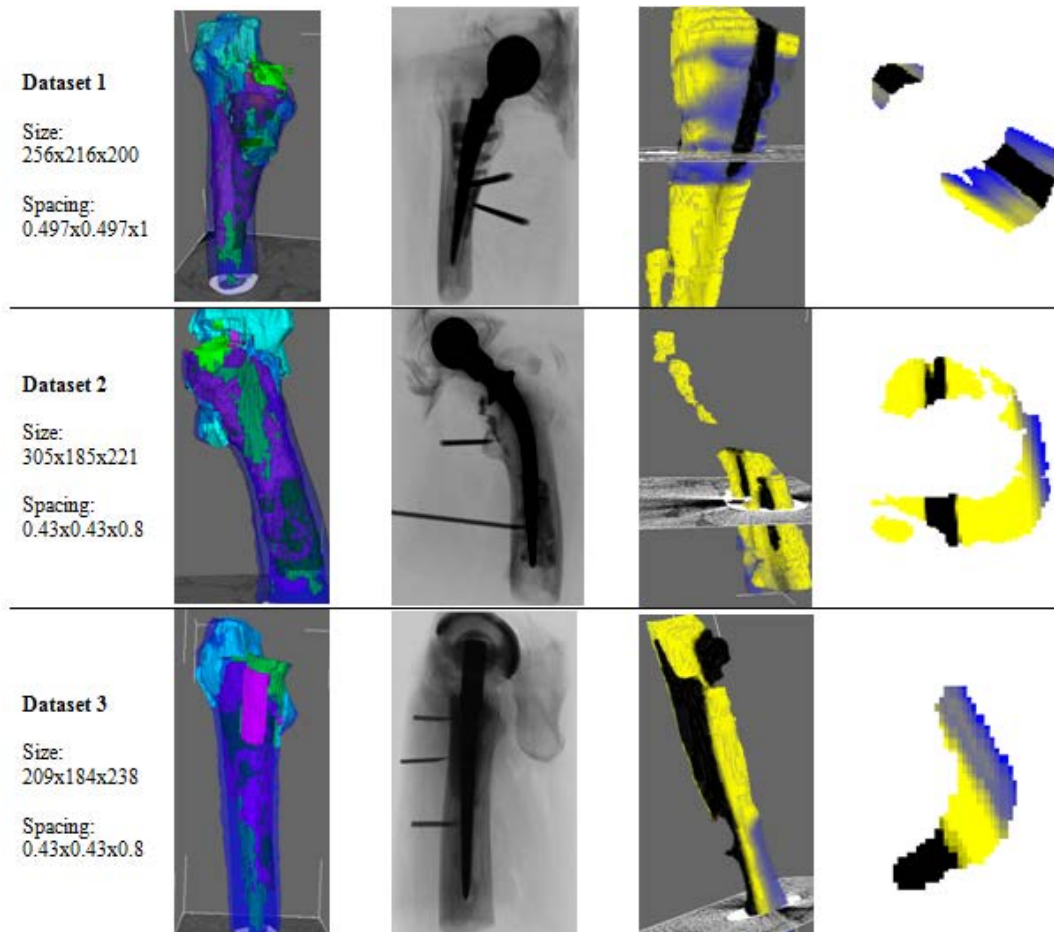 Dataset 1
Size:
256x216x200
Spacing:
0.497x0.497x1
Dataset 2
Size:
305x185x221
Spacing:
0.43x0.43x0.8
Dataset 3
Size:
209x184x238
Spacing:
0.43x0.43x0.8